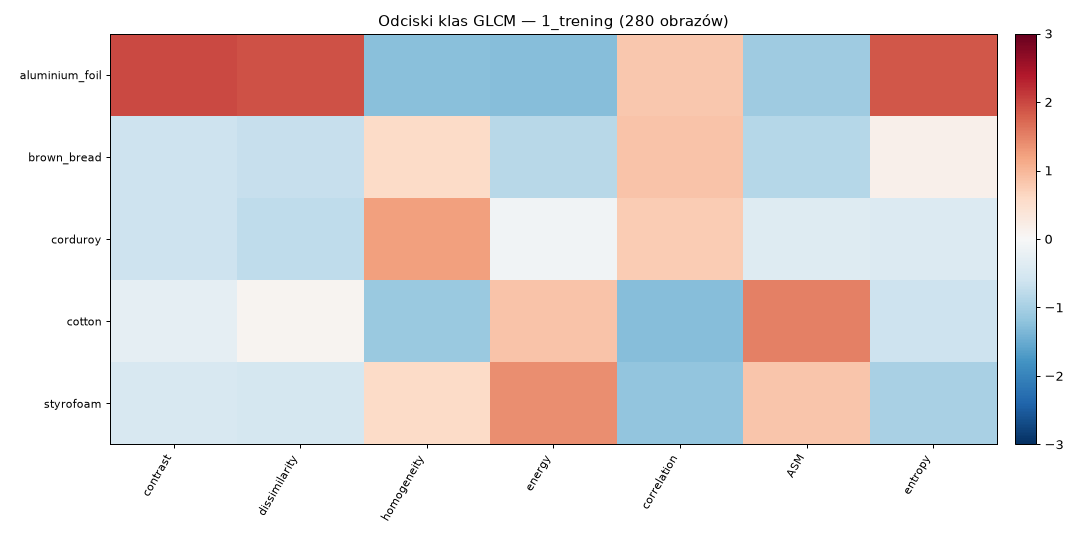 Odciski klas GLCM — 1_trening (280 obrazów)
aluminium_foil
brown_bread
corduroy
cotton
styrofoam
contrast
dissimilarity
homogeneity
energy
correlation
ASM
entropy
3
2
1
0
−1
−2
−3